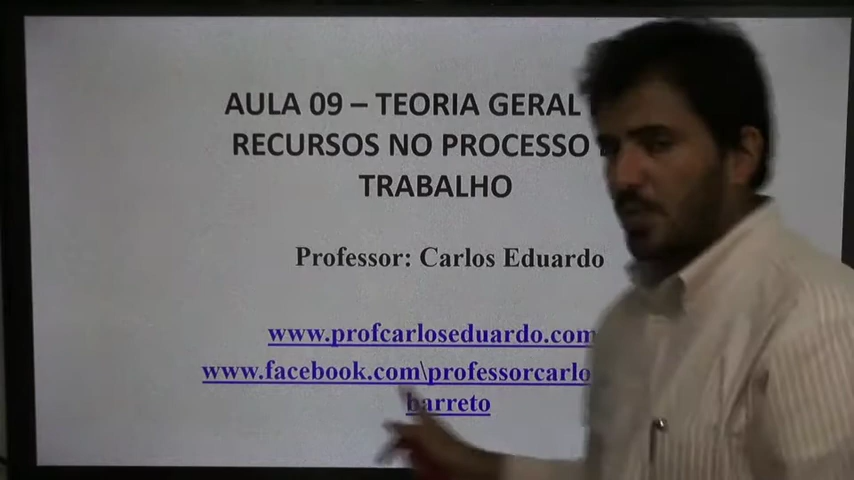 AULA 09 – TEORIA GERAL
RECURSOS NO PROCESSO
TRABALHO
Professor: Carlos Eduardo
www.profcarloseduardo.com
www.facebook.com\professorcarlo
barreto